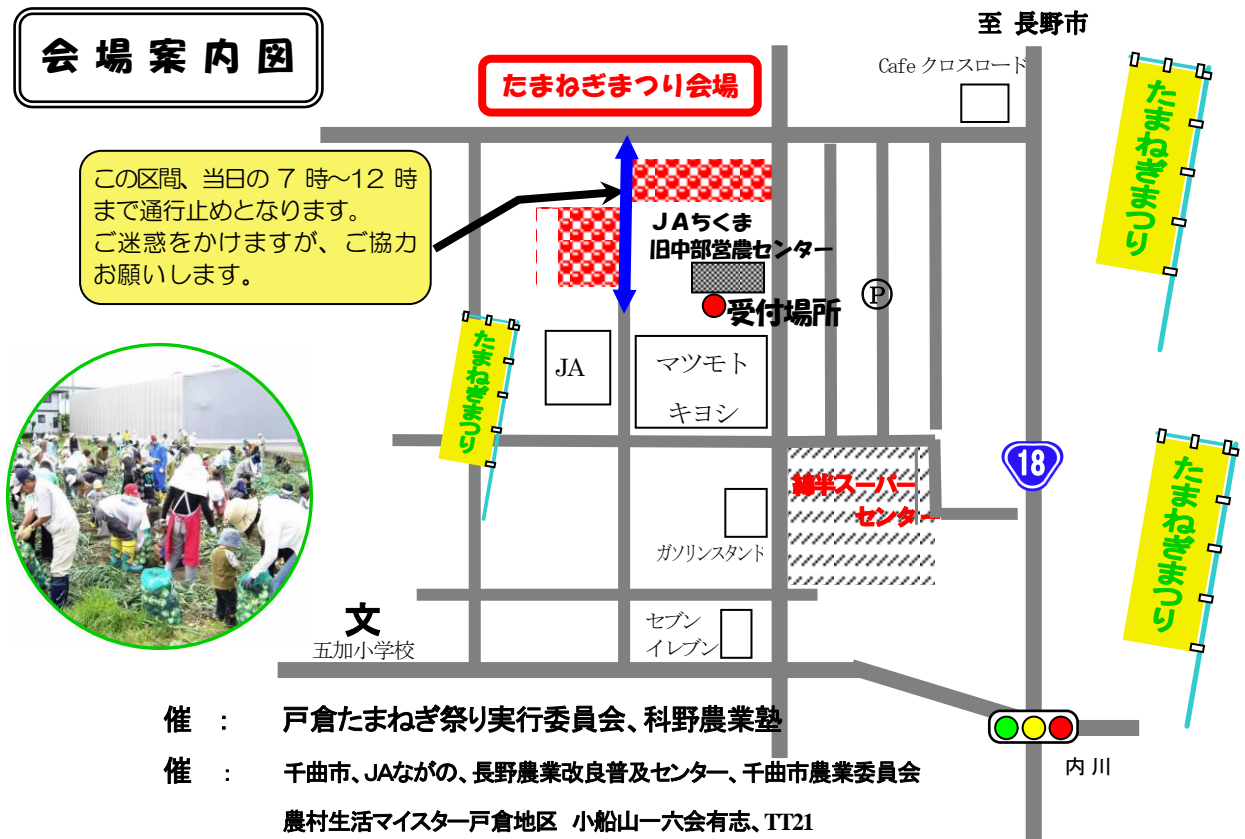 会場案内図
至 長野市
たまねぎまつり会場
Cafe クロスロード
たまねぎまつり
この区間、当日の 7 時～12 時
まで通行止めとなります。
ご迷惑をかけますが、ご協力
お願いします。
JAちくま
旧中部営農センター
受付場所
P
たまねぎまつり
JA
マツモト
キヨシ
18
たまねぎまつり
綿半スーパー
センター
ガソリンスタンド
文
五加小学校
セブン
イレブン
催 ： 戸倉たまねぎ祭り実行委員会、科野農業塾
内川
催 ： 千曲市、JAながの、長野農業改良普及センター、千曲市農業委員会
農村生活マイスター戸倉地区 小船山一六会有志、TT21